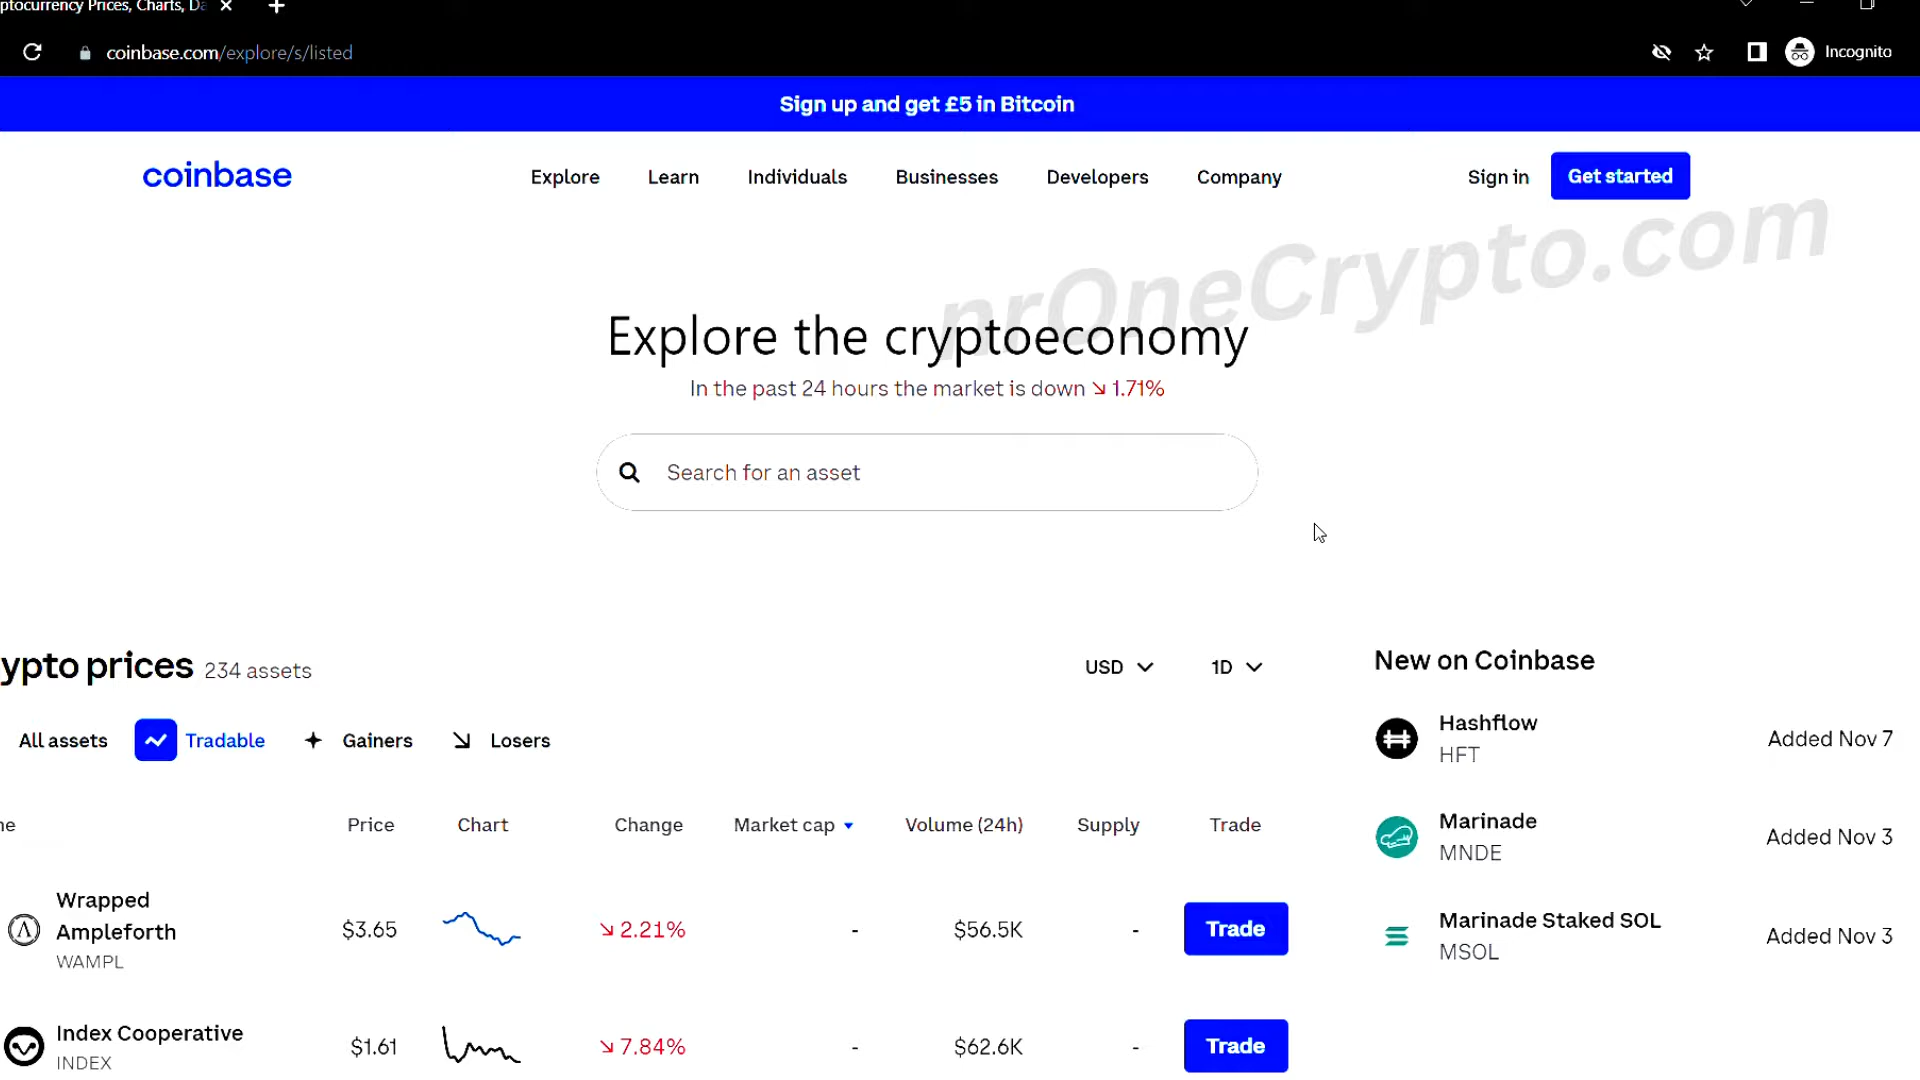 ptocurrency Prices, Charts, Da
coinbase.com/explore/s/listed
Incognito
Sign up and get £5 in Bitcoin
coinbase
Explore Learn Individuals Businesses Developers Company Sign in Get started
nrOneCrypto.com
Explore the cryptoeconomy
In the past 24 hours the market is down ↘ 1.71%
Search for an asset
ypto prices 234 assets
USD 1D
All assets Tradable Gainers Losers
ne Price Chart Change Market cap Volume (24h) Supply Trade
Wrapped
Ampleforth
WAMPL
$3.65 ↘ 2.21% - $56.5K - Trade
Index Cooperative
INDEX
$1.61 ↘ 7.84% - $62.6K - Trade
New on Coinbase
Hashflow
HFT
Added Nov 7
Marinade
MNDE
Added Nov 3
Marinade Staked SOL
MSOL
Added Nov 3